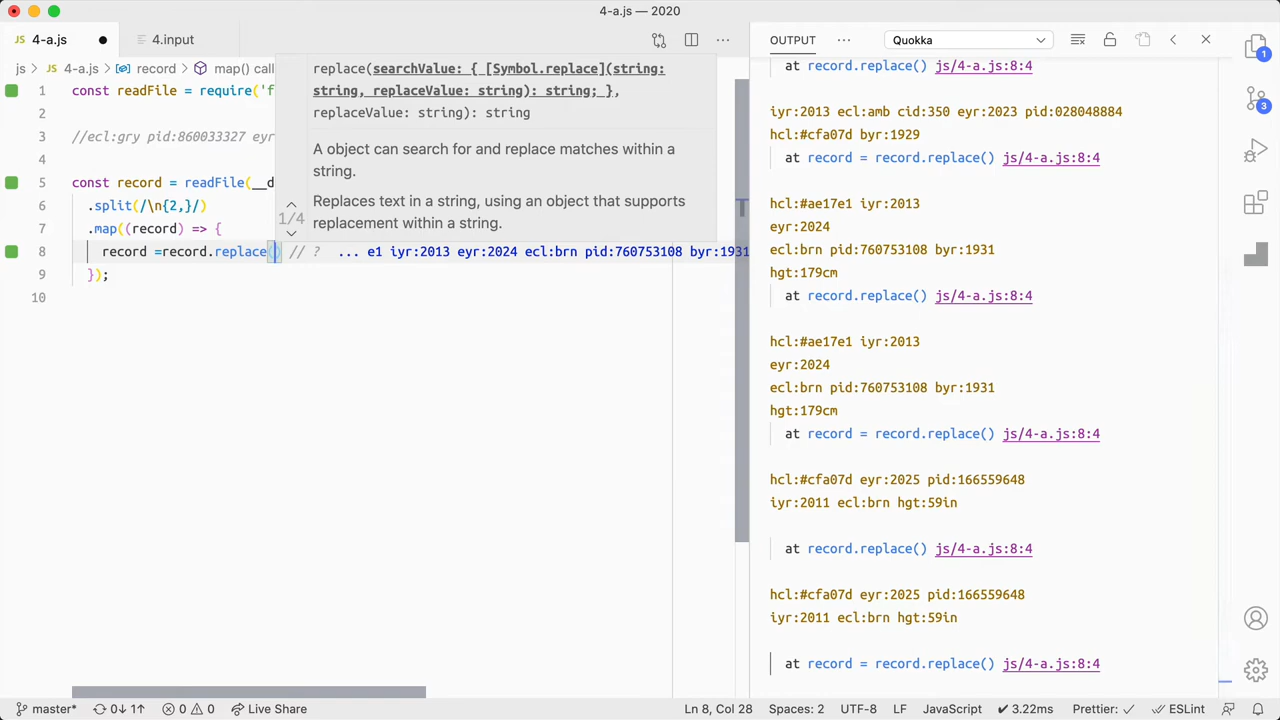 4-a.js — 2020
JS 4-a.js ● 4.input
js > 4-a.js > record > map() call
1 const readFile = require('f
2
3 //ecl:gry pid:860033327 eyr
4
5 const record = readFile(__d
6 .split(/\n{2,}/)
7 .map((record) => {
8 record =record.replace() // ? ... e1 iyr:2013 eyr:2024 ecl:brn pid:760753108 byr:1931
9 });
10
replace(searchValue: { [Symbol.replace](string:
string, replaceValue: string): string; },
replaceValue: string): string
A object can search for and replace matches within a
string.
Replaces text in a string, using an object that supports
replacement within a string.
1/4
OUTPUT ··· Quokka
at record.replace() js/4-a.js:8:4
iyr:2013 ecl:amb cid:350 eyr:2023 pid:028048884
hcl:#cfa07d byr:1929
at record = record.replace() js/4-a.js:8:4
hcl:#ae17e1 iyr:2013
eyr:2024
ecl:brn pid:760753108 byr:1931
hgt:179cm
at record.replace() js/4-a.js:8:4
hcl:#ae17e1 iyr:2013
eyr:2024
ecl:brn pid:760753108 byr:1931
hgt:179cm
at record = record.replace() js/4-a.js:8:4
hcl:#cfa07d eyr:2025 pid:166559648
iyr:2011 ecl:brn hgt:59in
at record.replace() js/4-a.js:8:4
hcl:#cfa07d eyr:2025 pid:166559648
iyr:2011 ecl:brn hgt:59in
at record = record.replace() js/4-a.js:8:4
1
3
master* 0↓ 1↑ 0 0 Live Share Ln 8, Col 28 Spaces: 2 UTF-8 LF JavaScript ✔ 3.22ms Prettier: ✓ ESLint